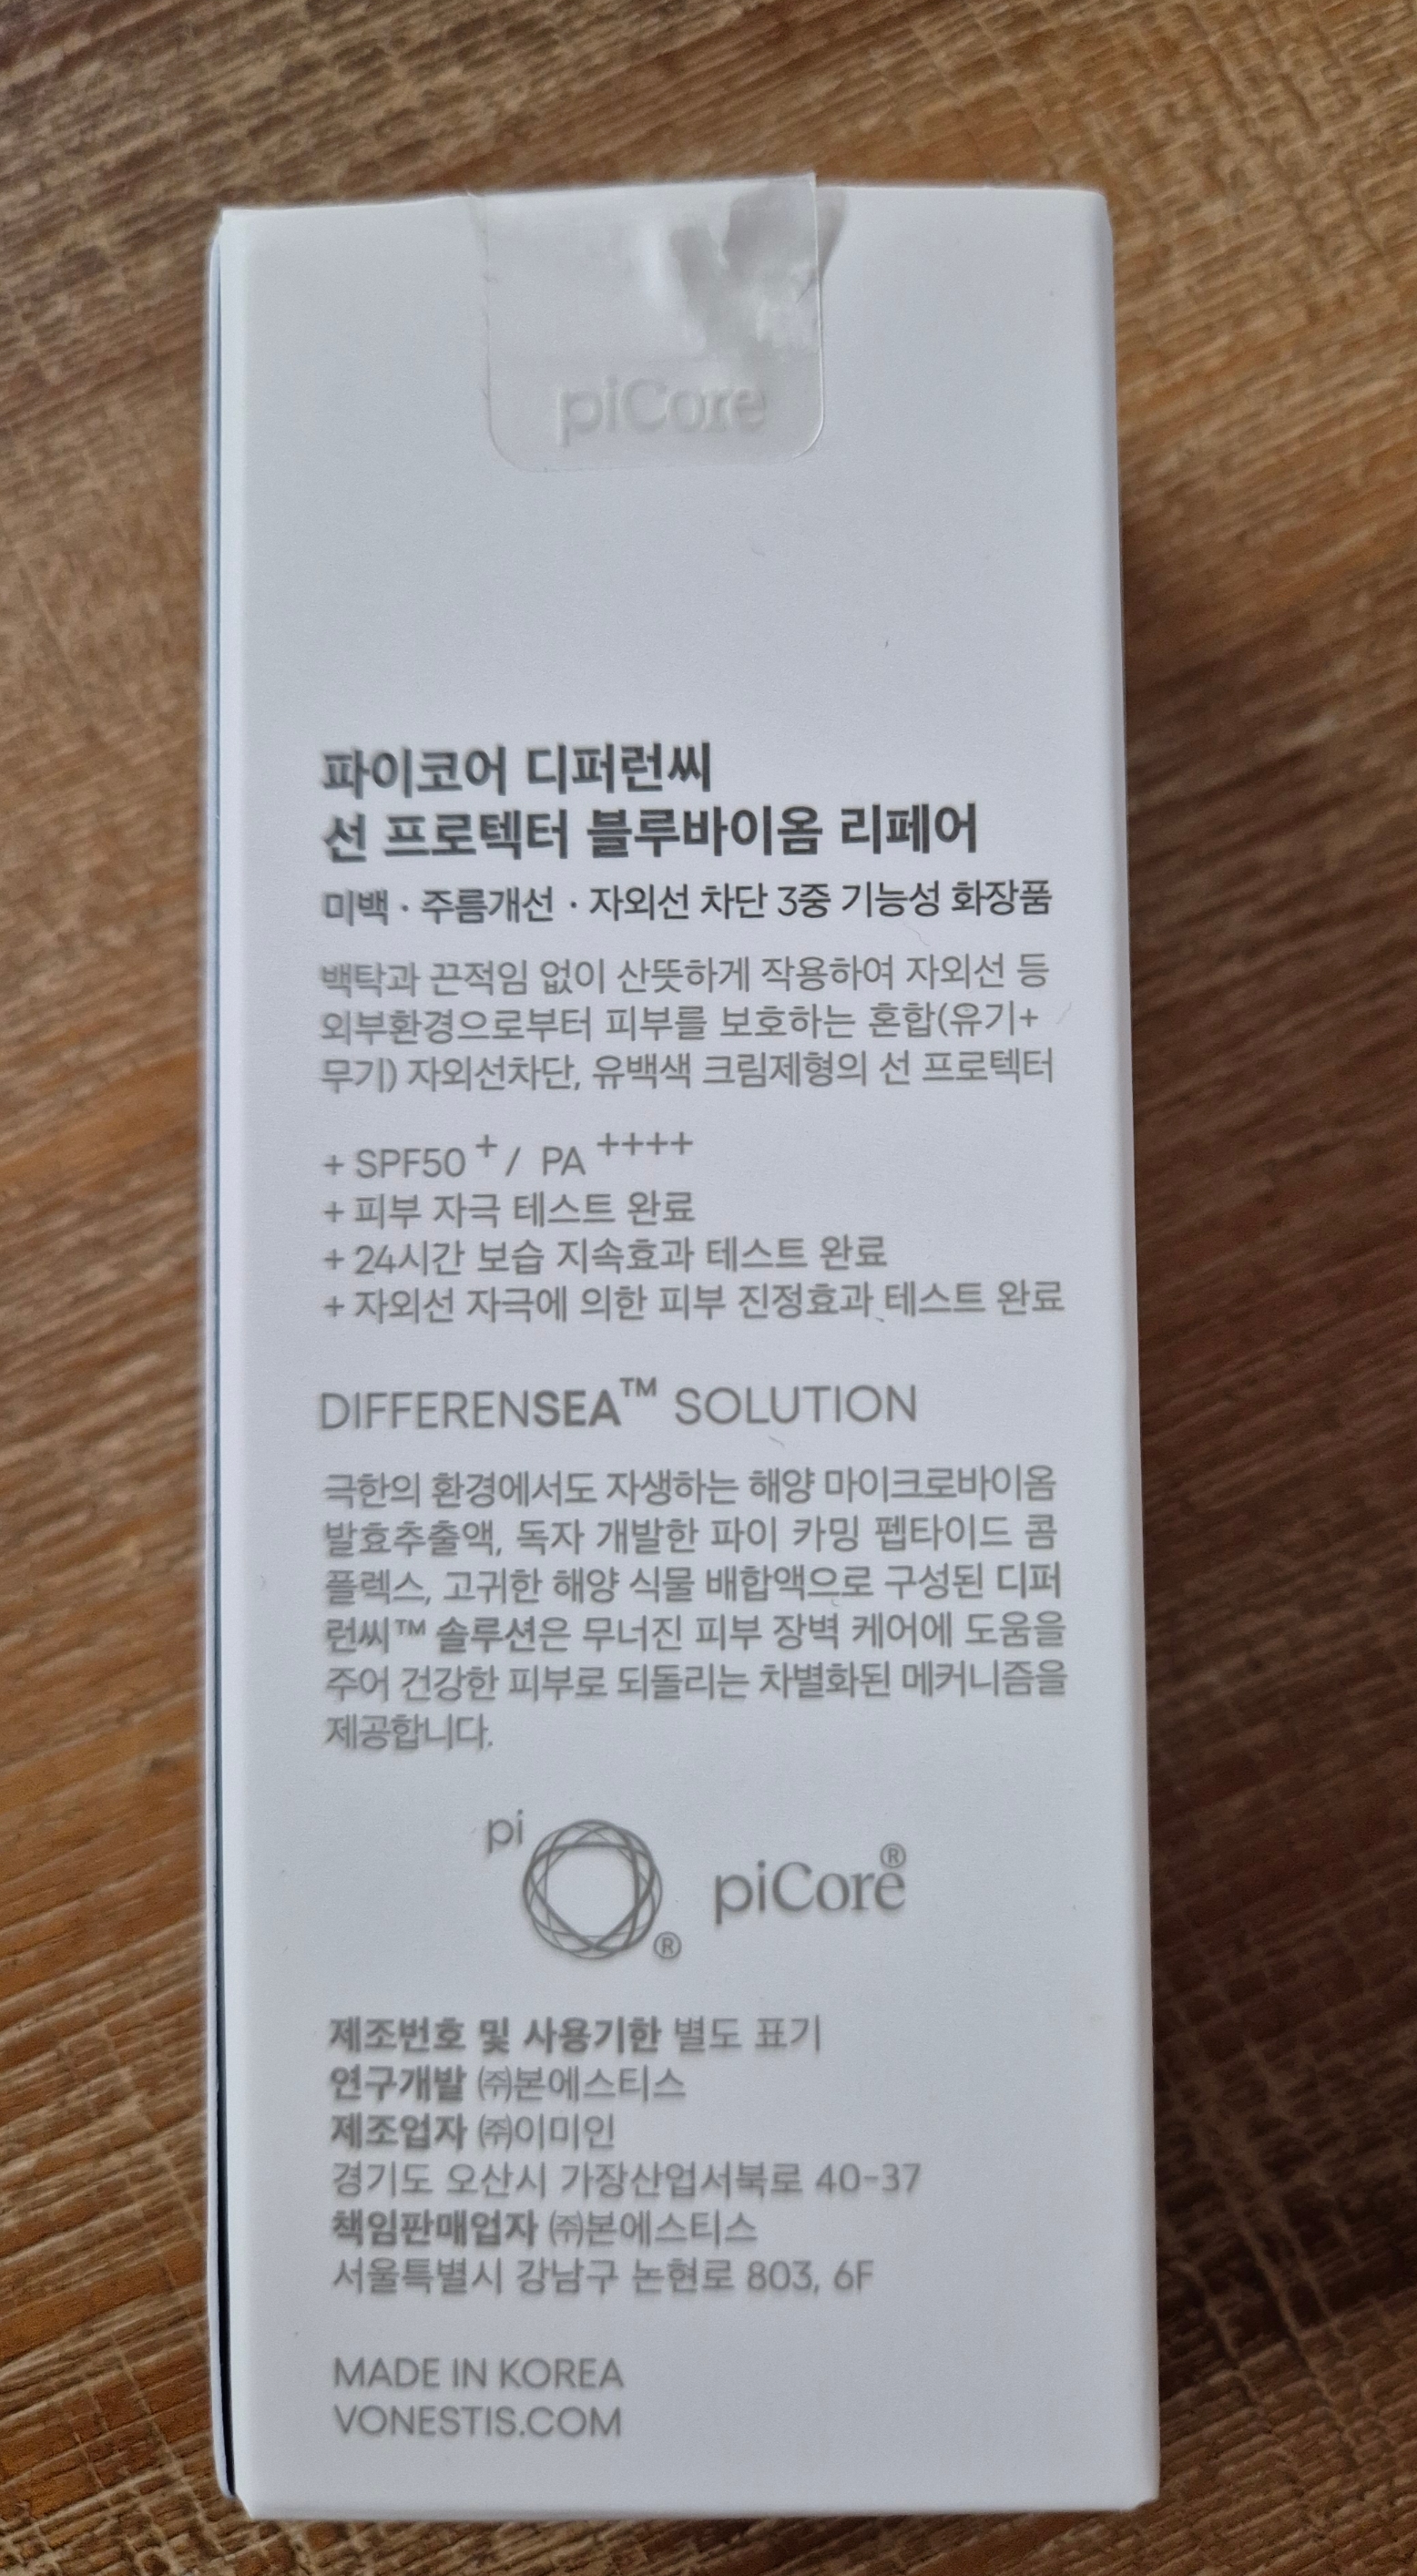 piCore
파이코어 디퍼런씨
선 프로텍터 블루바이옴 리페어
미백 · 주름개선 · 자외선 차단 3중 기능성 화장품
백탁과 끈적임 없이 산뜻하게 작용하여 자외선 등
외부환경으로부터 피부를 보호하는 혼합(유기+
무기) 자외선차단, 유백색 크림제형의 선 프로텍터
+ SPF50+ / PA ++++
+ 피부 자극 테스트 완료
+ 24시간 보습 지속효과 테스트 완료
+ 자외선 자극에 의한 피부 진정효과 테스트 완료
DIFFERENSEA™ SOLUTION
극한의 환경에서도 자생하는 해양 마이크로바이옴
발효추출액, 독자 개발한 파이 카밍 펩타이드 콤
플렉스, 고귀한 해양 식물 배합액으로 구성된 디퍼
런씨™ 솔루션은 무너진 피부 장벽 케어에 도움을
주어 건강한 피부로 되돌리는 차별화된 메커니즘을
제공합니다.
pi ® piCore®
제조번호 및 사용기한 별도 표기
연구개발 ㈜본에스티스
제조업자 ㈜이미인
경기도 오산시 가장산업서북로 40-37
책임판매업자 ㈜본에스티스
서울특별시 강남구 논현로 803, 6F
MADE IN KOREA
VONESTIS.COM